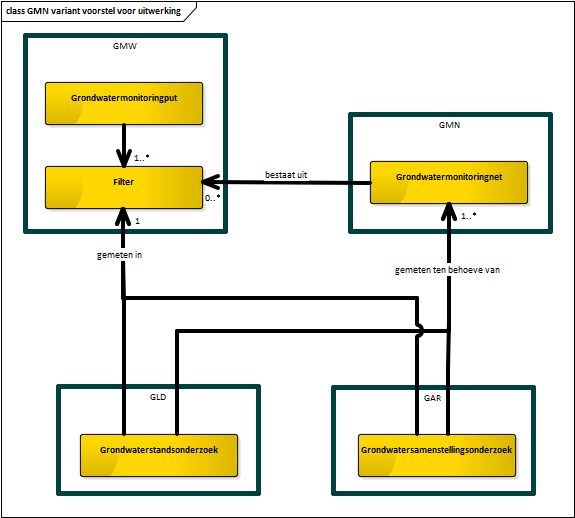 class GMN variant voorstel voor uitwerking
GMW
Grondwatermonitoringput
1..*
Filter
0..*
1
bestaat uit
GMN
Grondwatermonitoringnet
1..*
gemeten in
gemeten ten behoeve van
GLD
Grondwaterstandsonderzoek
GAR
Grondwatersamenstellingsonderzoek